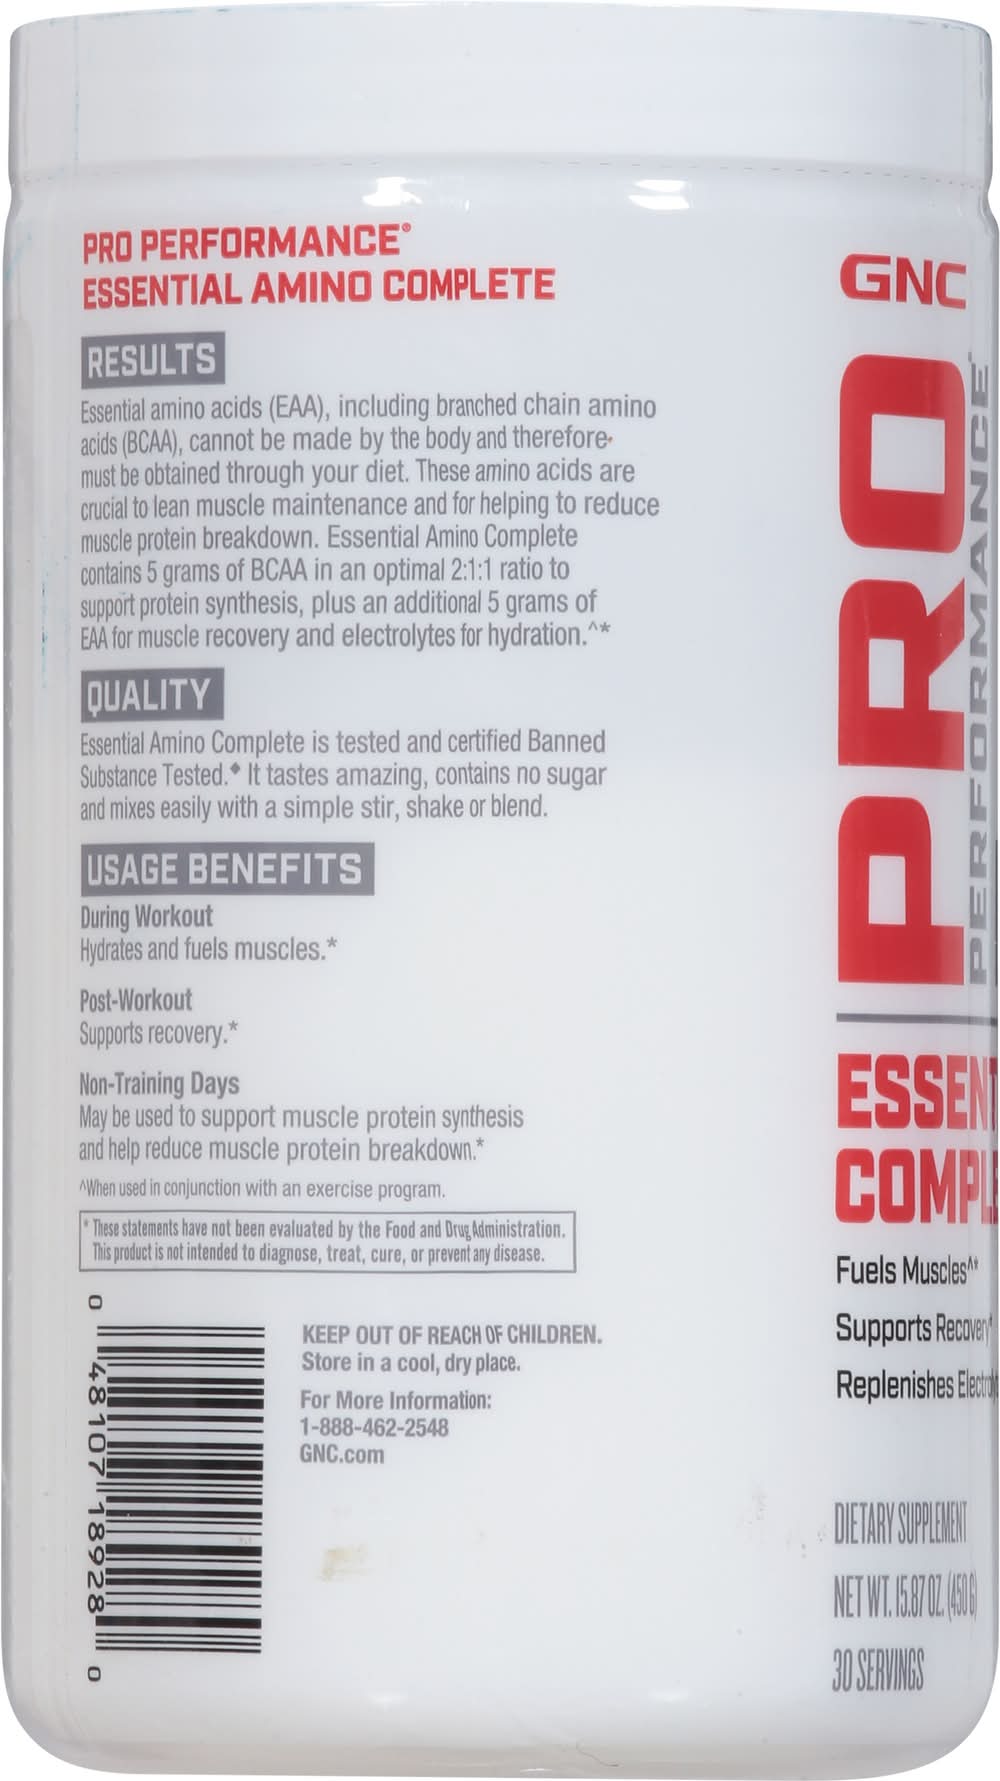 PRO PERFORMANCE®
ESSENTIAL AMINO COMPLETE
RESULTS
Essential amino acids (EAA), including branched chain amino
acids (BCAA), cannot be made by the body and therefore
must be obtained through your diet. These amino acids are
crucial to lean muscle maintenance and for helping to reduce
muscle protein breakdown. Essential Amino Complete
contains 5 grams of BCAA in an optimal 2:1:1 ratio to
support protein synthesis, plus an additional 5 grams of
EAA for muscle recovery and electrolytes for hydration.^*
QUALITY
Essential Amino Complete is tested and certified Banned
Substance Tested.♦ It tastes amazing, contains no sugar
and mixes easily with a simple stir, shake or blend.
USAGE BENEFITS
During Workout
Hydrates and fuels muscles.*
Post-Workout
Supports recovery.*
Non-Training Days
May be used to support muscle protein synthesis
and help reduce muscle protein breakdown.*
^When used in conjunction with an exercise program.
* These statements have not been evaluated by the Food and Drug Administration.
This product is not intended to diagnose, treat, cure, or prevent any disease.
0 48107 18928 0
KEEP OUT OF REACH OF CHILDREN.
Store in a cool, dry place.
For More Information:
1-888-462-2548
GNC.com
GNC
PRO
PERFORMANCE
ESSENT
COMPLE
Fuels Muscles^*
Supports Recovery
Replenishes Electro
DIETARY SUPPLEMENT
NET WT. 15.87 OZ. (450 G)
30 SERVINGS